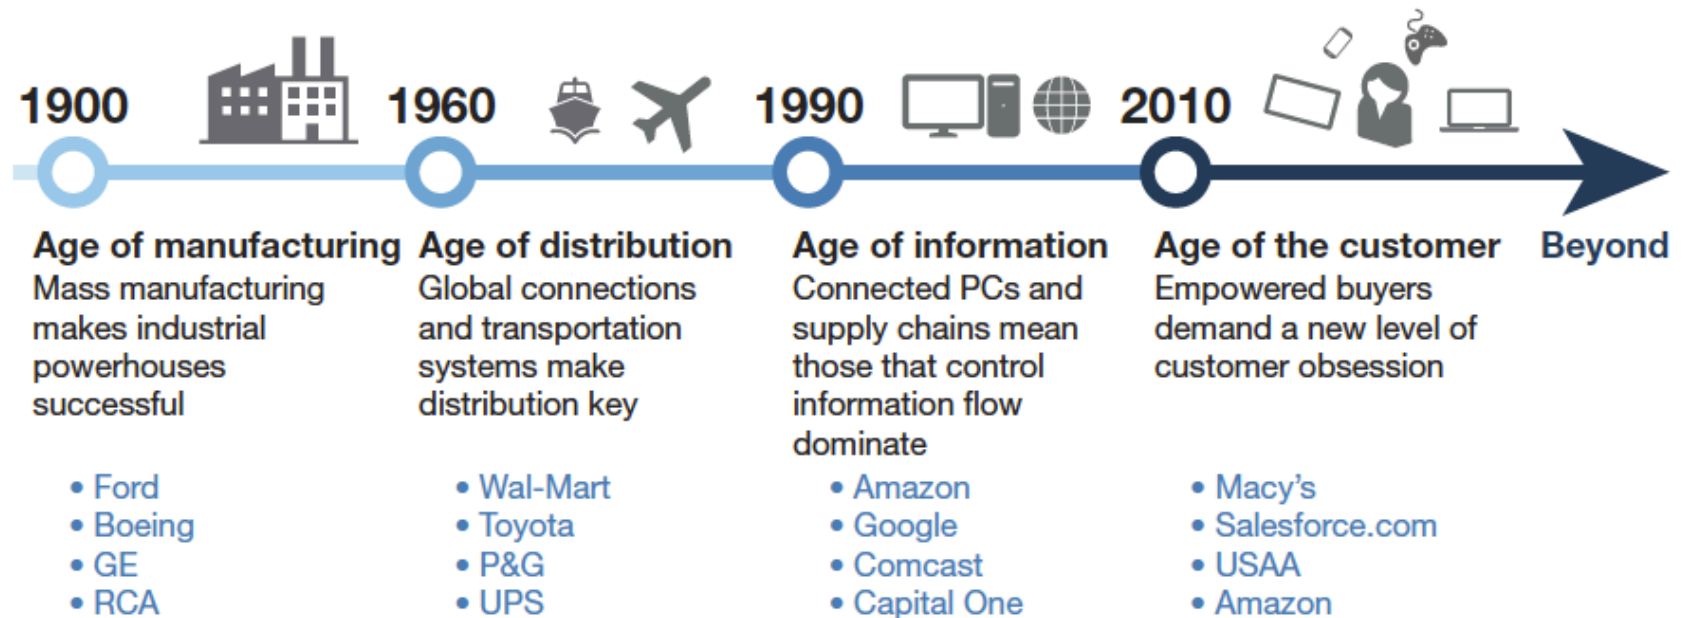 1900
1960
1990
2010
Age of manufacturing
Mass manufacturing
makes industrial
powerhouses
successful
• Ford
• Boeing
• GE
• RCA
Age of distribution
Global connections
and transportation
systems make
distribution key
• Wal-Mart
• Toyota
• P&G
• UPS
Age of information
Connected PCs and
supply chains mean
those that control
information flow
dominate
• Amazon
• Google
• Comcast
• Capital One
Age of the customer
Empowered buyers
demand a new level of
customer obsession
• Macy’s
• Salesforce.com
• USAA
• Amazon
Beyond